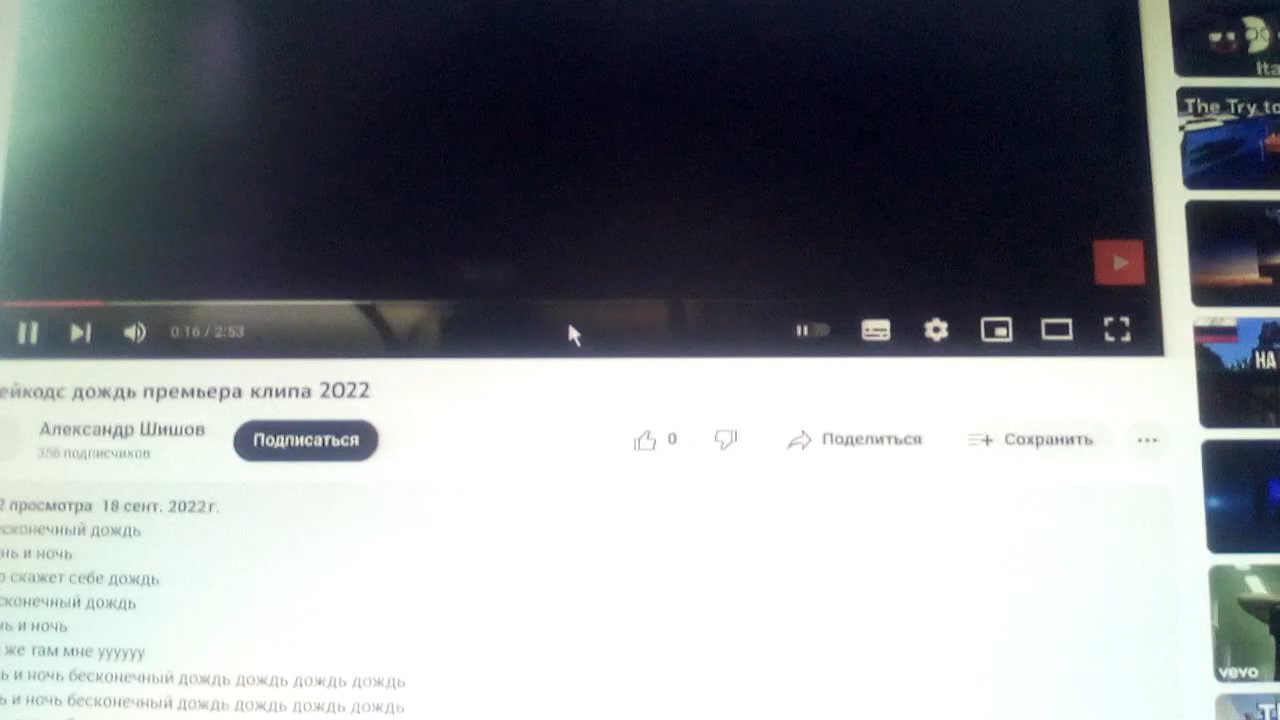 Ita
The Try to
0:16 / 2:53
НА
ейкодс дождь премьера клипа 2022
Александр Шишов
356 подписчиков
Подписаться
0
Поделиться
Сохранить
2 просмотра 18 сент. 2022 г.
есконечный дождь
нь и ночь
о скажет себе дождь
сконечный дождь
нь и ночь
же там мне уууууу
ь и ночь бесконечный дождь дождь дождь дождь
ь и ночь бесконечный дождь дождь дождь дождь
vevo